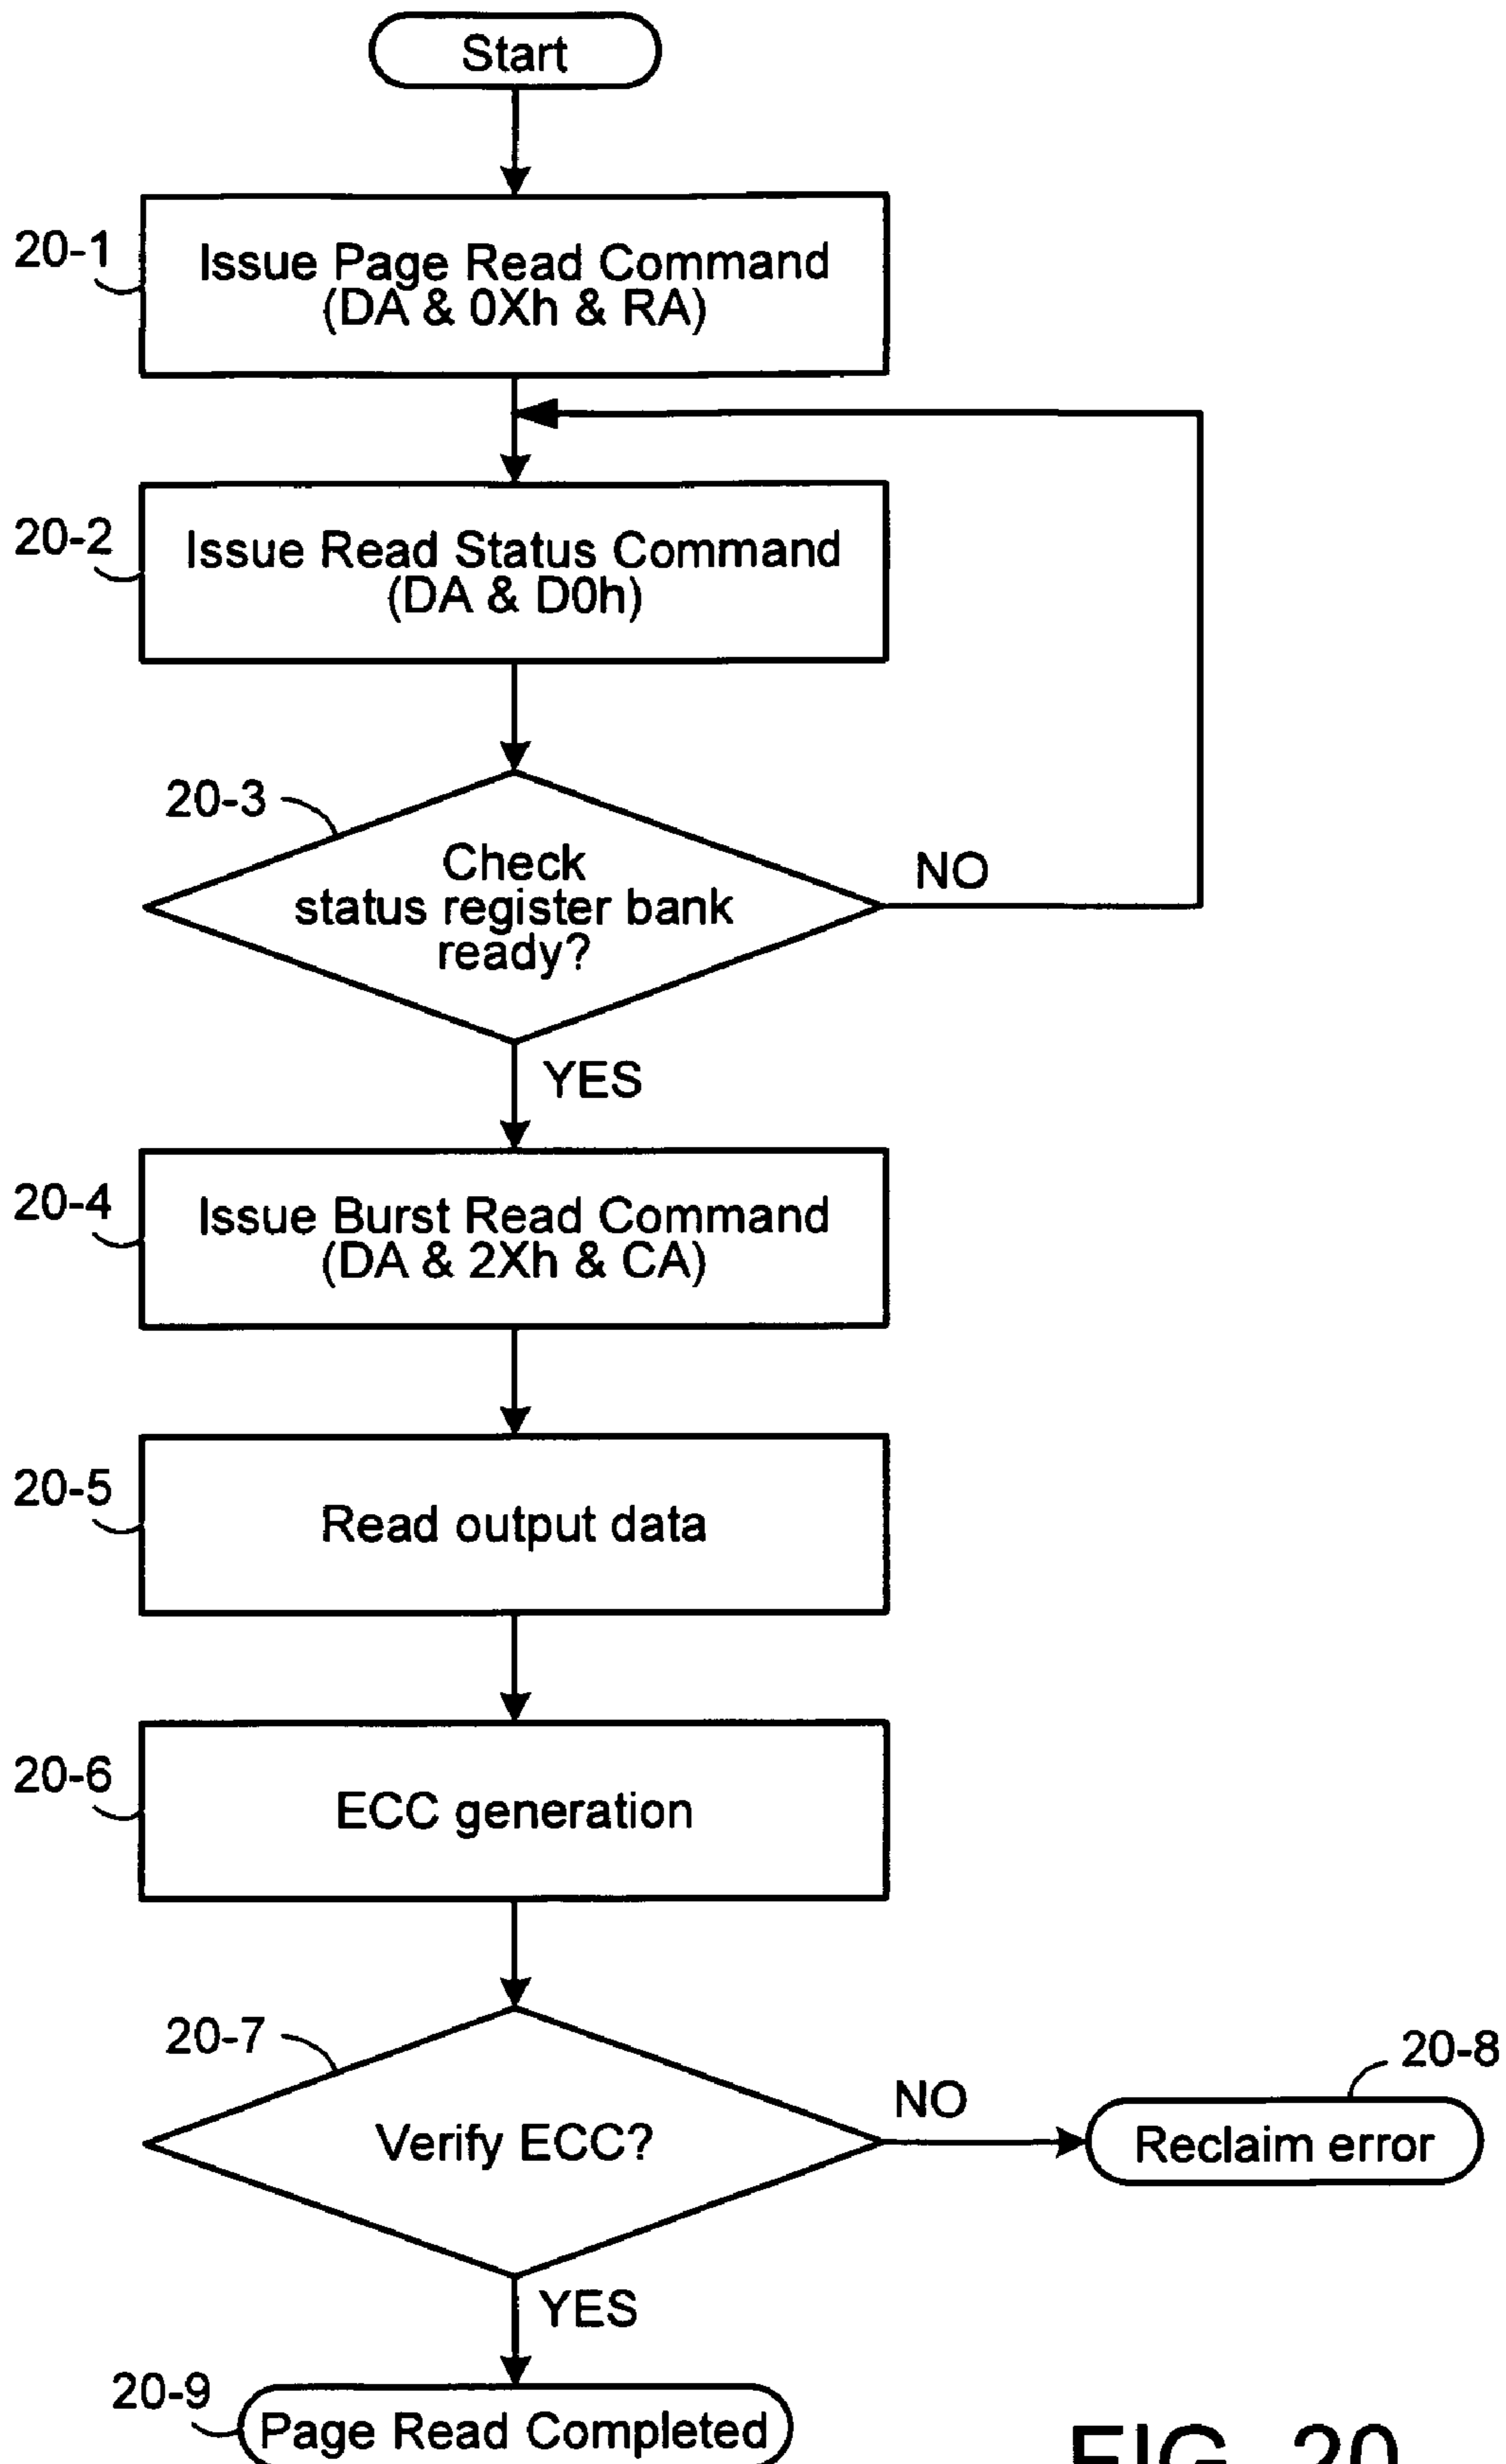 Start
20-1
Issue Page Read Command
(DA & 0Xh & RA)
20-2
Issue Read Status Command
(DA & D0h)
20-3
Check
status register bank
ready?
NO
YES
20-4
Issue Burst Read Command
(DA & 2Xh & CA)
20-5
Read output data
20-6
ECC generation
20-7
Verify ECC?
NO
20-8
Reclaim error
YES
20-9
Page Read Completed
FIG. 20